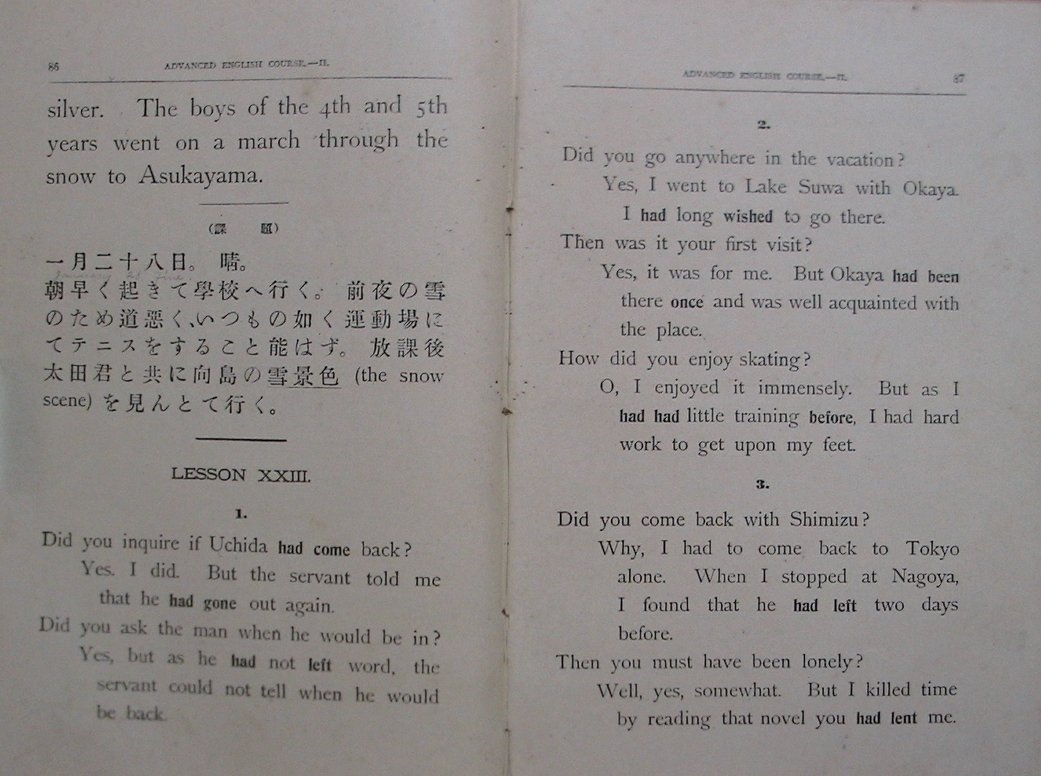 86
ADVANCED ENGLISH COURSE.—II.
silver. The boys of the 4th and 5th
years went on a march through the
snow to Asukayama.
(課 題)
一月二十八日。 晴。
朝早く起きて學校へ行く。 前夜の雪
のため道悪く、いつもの如く運動場に
てテニスをすること能はず。 放課後
太田君と共に向島の雪景色 (the snow
scene) を見んとて行く。
LESSON XXIII.
1.
Did you inquire if Uchida had come back?
Yes. I did. But the servant told me
that he had gone out again.
Did you ask the man when he would be in?
Yes, but as he had not left word, the
servant could not tell when he would
be back.
ADVANCED ENGLISH COURSE.—II.
87
2.
Did you go anywhere in the vacation?
Yes, I went to Lake Suwa with Okaya.
I had long wished to go there.
Then was it your first visit?
Yes, it was for me. But Okaya had been
there once and was well acquainted with
the place.
How did you enjoy skating?
O, I enjoyed it immensely. But as I
had had little training before, I had hard
work to get upon my feet.
3.
Did you come back with Shimizu?
Why, I had to come back to Tokyo
alone. When I stopped at Nagoya,
I found that he had left two days
before.
Then you must have been lonely?
Well, yes, somewhat. But I killed time
by reading that novel you had lent me.